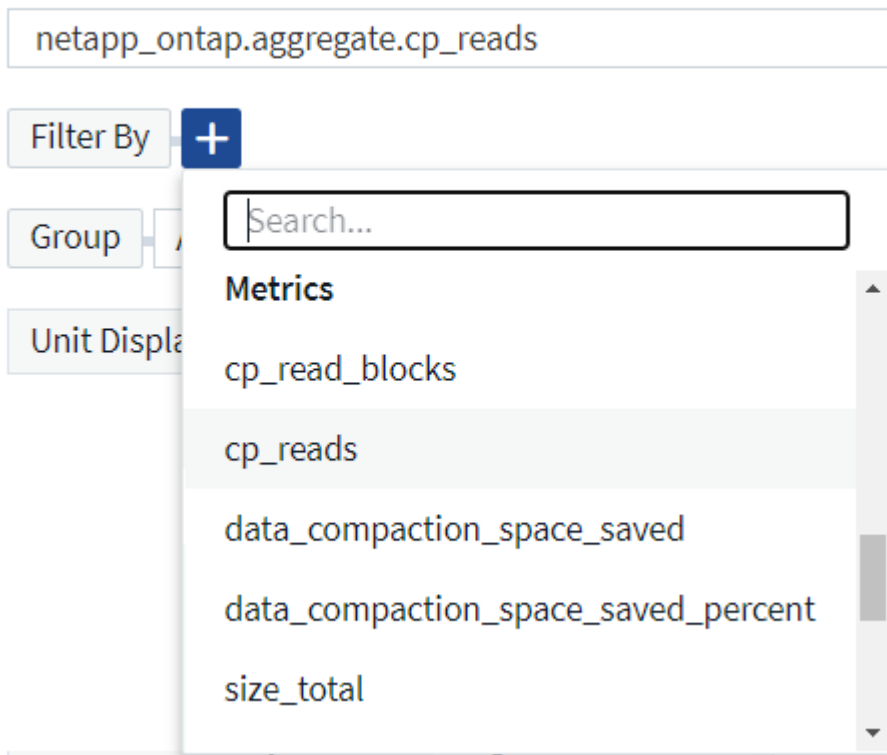 netapp_ontap.aggregate.cp_reads
Filter By
Search...
Group
Metrics
Unit Displa
cp_read_blocks
cp_reads
data_compaction_space_saved
data_compaction_space_saved_percent
size_total